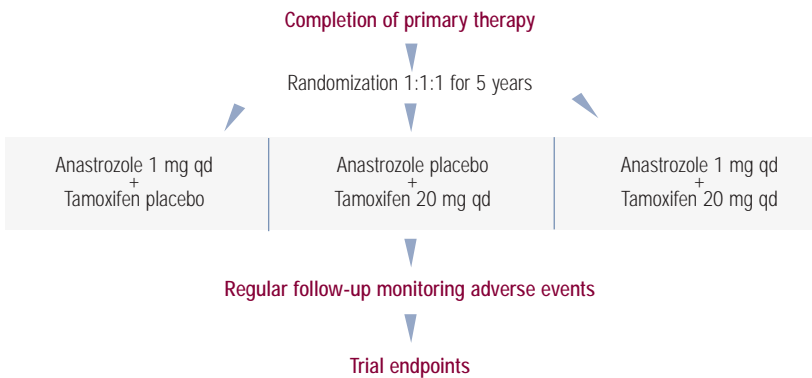 Completion of primary therapy
Randomization 1:1:1 for 5 years
Anastrozole 1 mg qd
+
Tamoxifen placebo
Anastrozole placebo
+
Tamoxifen 20 mg qd
Anastrozole 1 mg qd
+
Tamoxifen 20 mg qd
Regular follow-up monitoring adverse events
Trial endpoints